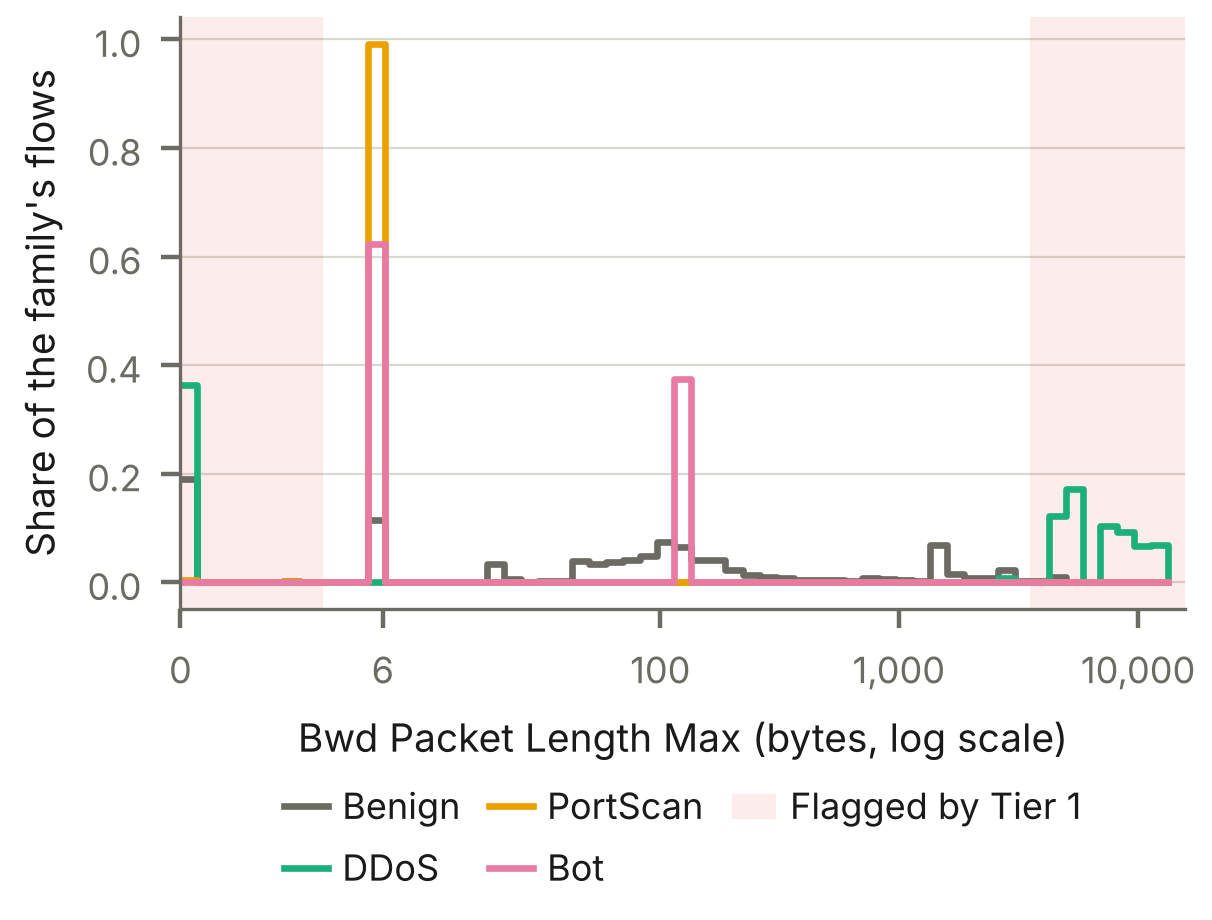 Share of the family's flows
1.0
0.8
0.6
0.4
0.2
0.0
0 6 100 1,000 10,000
Bwd Packet Length Max (bytes, log scale)
Benign PortScan Flagged by Tier 1
DDoS Bot